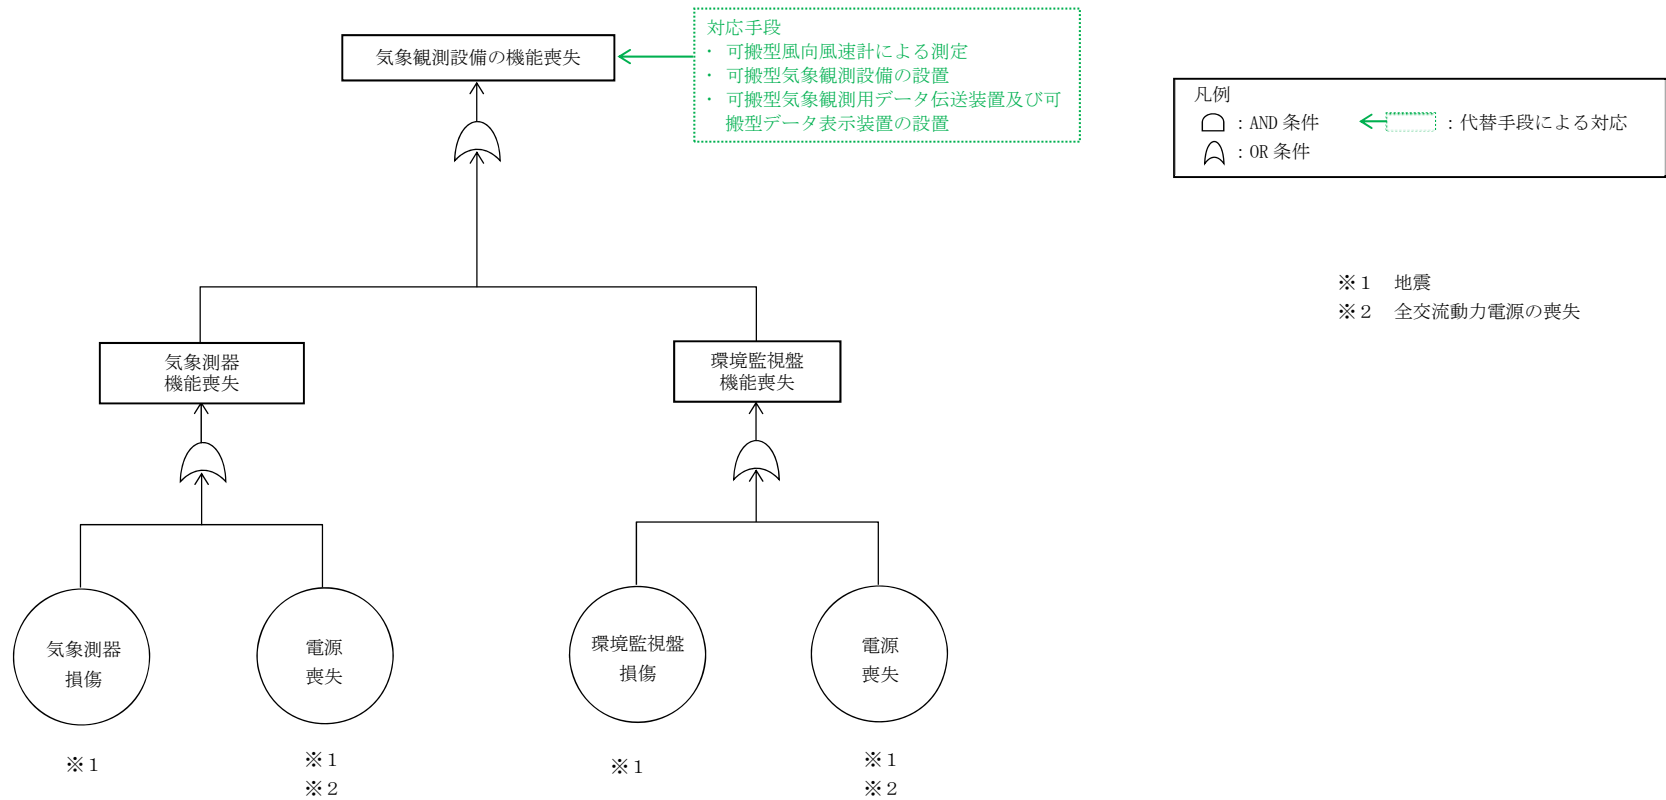 対応手段
・ 可搬型風向風速計による測定
・ 可搬型気象観測設備の設置
・ 可搬型気象観測用データ伝送装置及び可
搬型データ表示装置の設置
気象観測設備の機能喪失
凡例
：AND 条件
：代替手段による対応
：OR 条件
※１　地震
※２　全交流動力電源の喪失
気象測器
機能喪失
環境監視盤
機能喪失
気象測器
損傷
電源
喪失
環境監視盤
損傷
電源
喪失
※１
※１
※２
※１
※１
※２